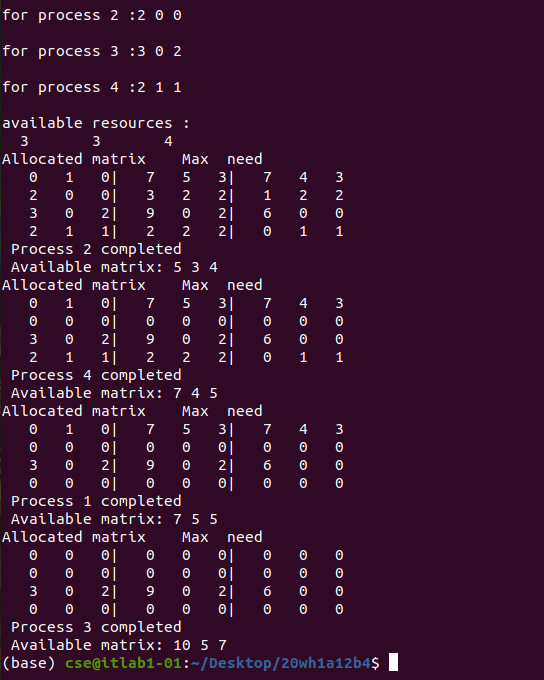 for process 2 :2 0 0
for process 3 :3 0 2
for process 4 :2 1 1
available resources :
3 3 4
Allocated matrix Max need
0 1 0| 7 5 3| 7 4 3
2 0 0| 3 2 2| 1 2 2
3 0 2| 9 0 2| 6 0 0
2 1 1| 2 2 2| 0 1 1
Process 2 completed
Available matrix: 5 3 4
Allocated matrix Max need
0 1 0| 7 5 3| 7 4 3
0 0 0| 0 0 0| 0 0 0
3 0 2| 9 0 2| 6 0 0
2 1 1| 2 2 2| 0 1 1
Process 4 completed
Available matrix: 7 4 5
Allocated matrix Max need
0 1 0| 7 5 3| 7 4 3
0 0 0| 0 0 0| 0 0 0
3 0 2| 9 0 2| 6 0 0
0 0 0| 0 0 0| 0 0 0
Process 1 completed
Available matrix: 7 5 5
Allocated matrix Max need
0 0 0| 0 0 0| 0 0 0
0 0 0| 0 0 0| 0 0 0
3 0 2| 9 0 2| 6 0 0
0 0 0| 0 0 0| 0 0 0
Process 3 completed
Available matrix: 10 5 7
(base) cse@itlab1-01:~/Desktop/20wh1a12b4$